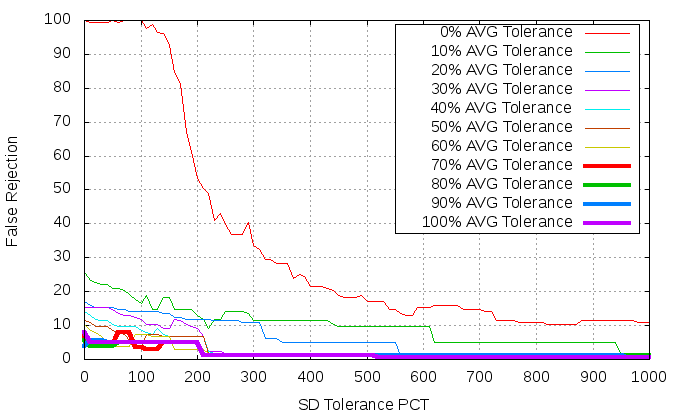 100
90
80
70
60
50
40
30
20
10
0
False Rejection
0% AVG Tolerance
10% AVG Tolerance
20% AVG Tolerance
30% AVG Tolerance
40% AVG Tolerance
50% AVG Tolerance
60% AVG Tolerance
70% AVG Tolerance
80% AVG Tolerance
90% AVG Tolerance
100% AVG Tolerance
0 100 200 300 400 500 600 700 800 900 1000
SD Tolerance PCT